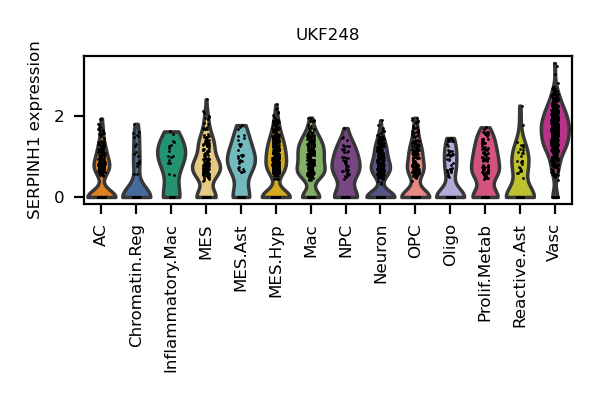 UKF248
SERPINH1 expression
2
0
AC
Chromatin.Reg
Inflammatory.Mac
MES
MES.Ast
MES.Hyp
Mac
NPC
Neuron
OPC
Oligo
Prolif.Metab
Reactive.Ast
Vasc